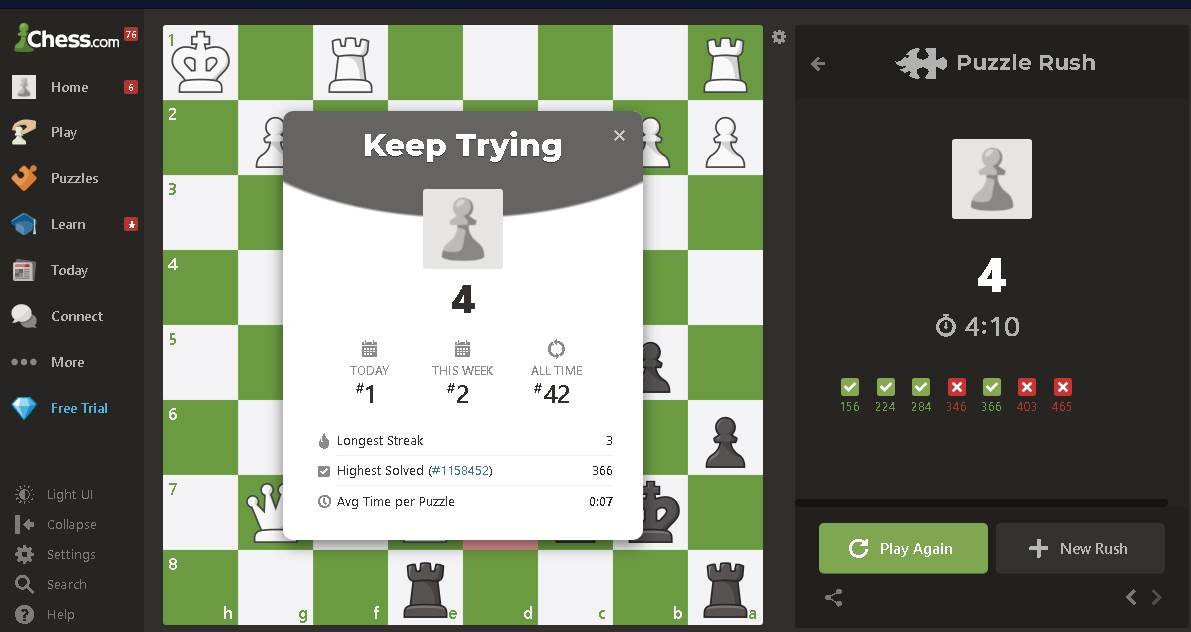 Chess.com 76
Home 6
Play
Puzzles
Learn
Today
Connect
More
Free Trial
Light UI
Collapse
Settings
Search
Help
1
2
3
4
5
6
7
8
h g f e d c b a
Keep Trying
×
4
TODAY THIS WEEK ALL TIME
#1 #2 #42
Longest Streak 3
Highest Solved (#1158452) 366
Avg Time per Puzzle 0:07
Puzzle Rush
4
4:10
156 224 284 346 366 403 465
Play Again New Rush